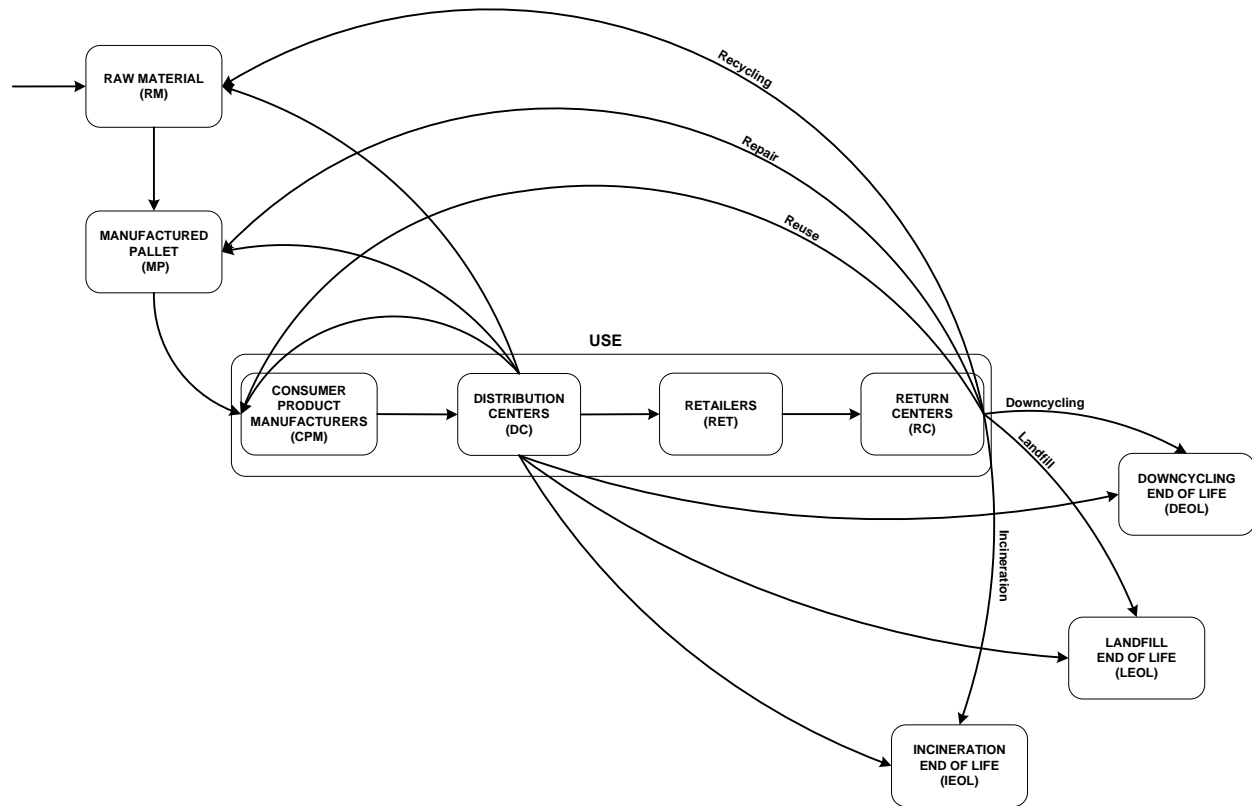 Recycling
RAW MATERIAL
(RM)
Repair
Reuse
MANUFACTURED
PALLET
(MP)
USE
CONSUMER
PRODUCT
MANUFACTURERS
(CPM)
DISTRIBUTION
CENTERS
(DC)
RETAILERS
(RET)
RETURN
CENTERS
(RC)
Downcycling
Landfill
DOWNCYCLING
END OF LIFE
(DEOL)
Incineration
LANDFILL
END OF LIFE
(LEOL)
INCINERATION
END OF LIFE
(IEOL)